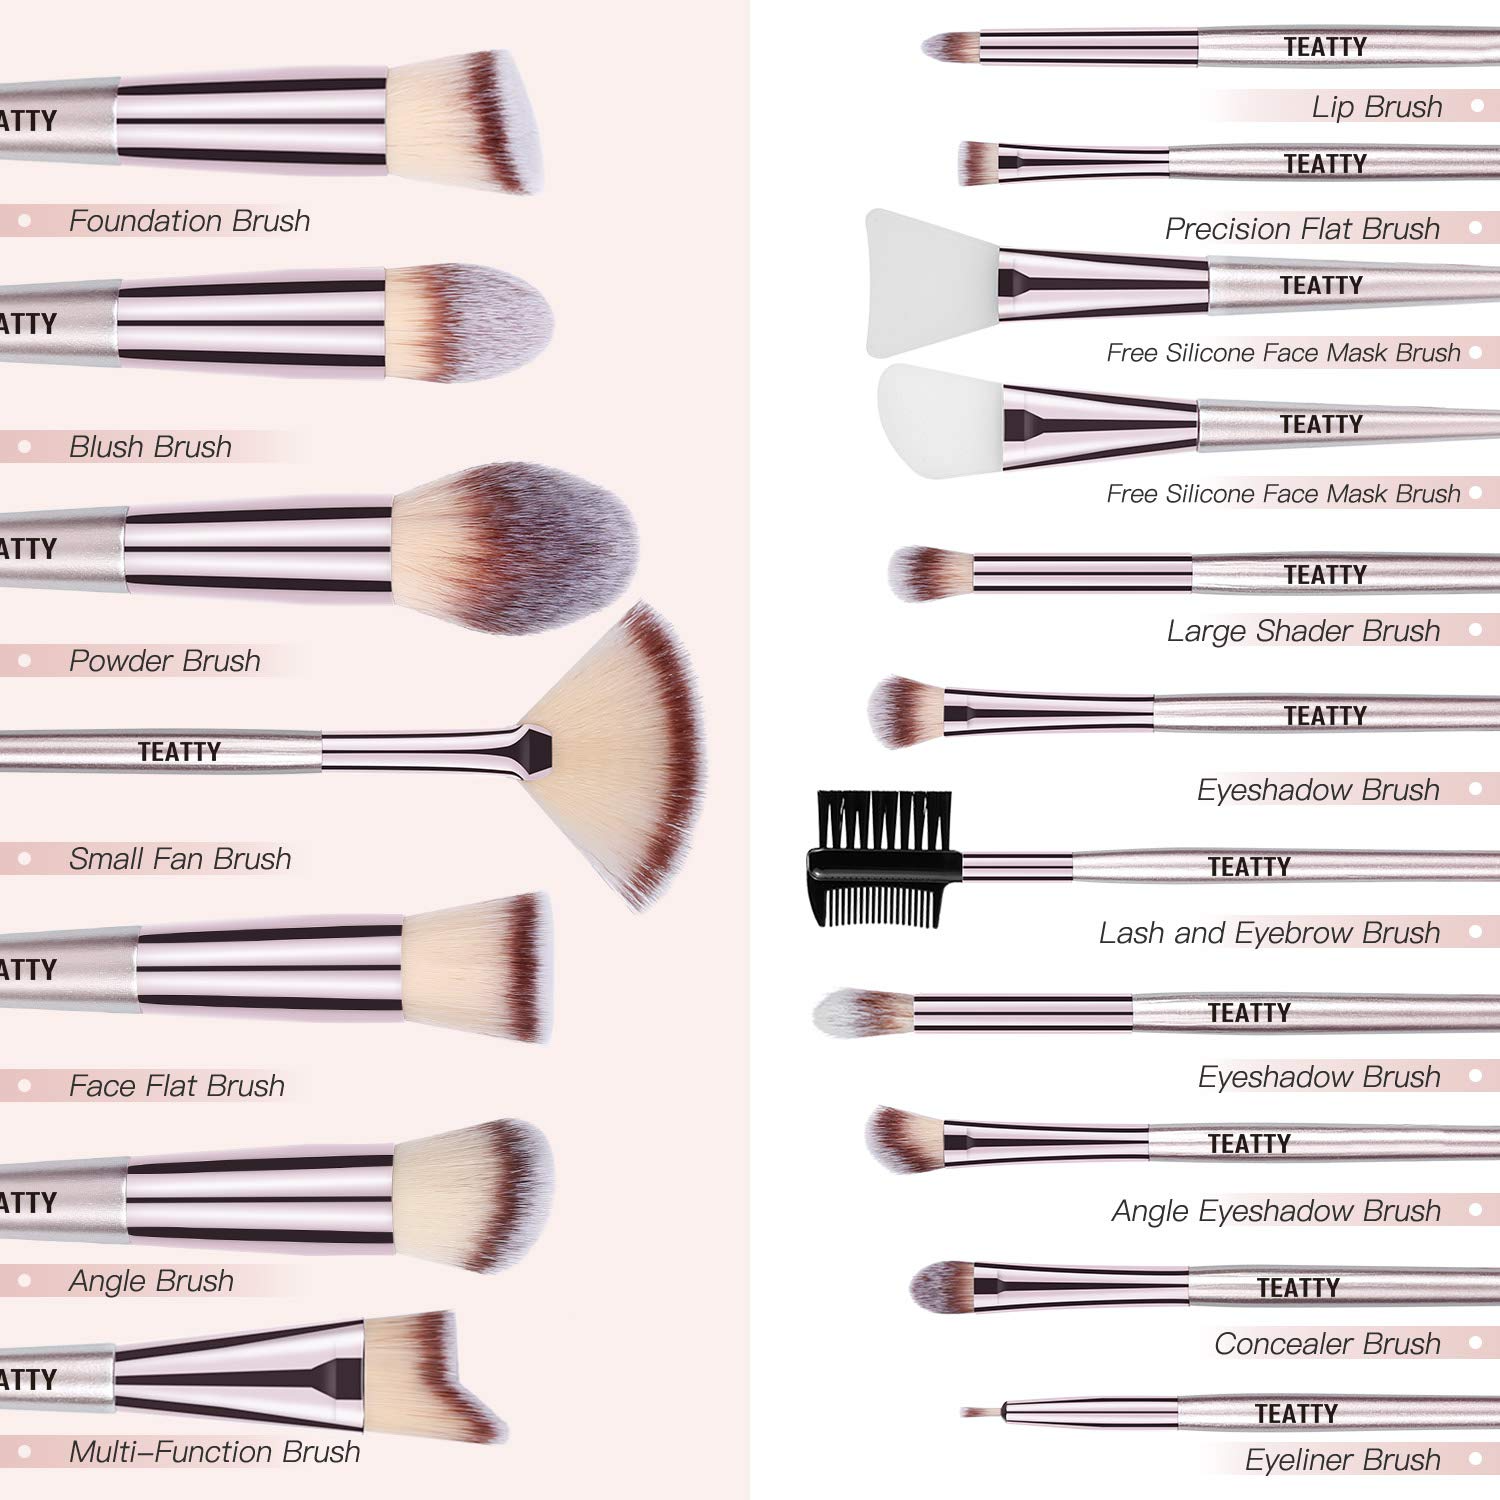 ATTY
Foundation Brush
ATTY
Blush Brush
ATTY
Powder Brush
TEATTY
Small Fan Brush
ATTY
Face Flat Brush
ATTY
Angle Brush
ATTY
Multi-Function Brush
TEATTY
Lip Brush
TEATTY
Precision Flat Brush
TEATTY
Free Silicone Face Mask Brush
TEATTY
Free Silicone Face Mask Brush
TEATTY
Large Shader Brush
TEATTY
Eyeshadow Brush
TEATTY
Lash and Eyebrow Brush
TEATTY
Eyeshadow Brush
TEATTY
Angle Eyeshadow Brush
TEATTY
Concealer Brush
TEATTY
Eyeliner Brush